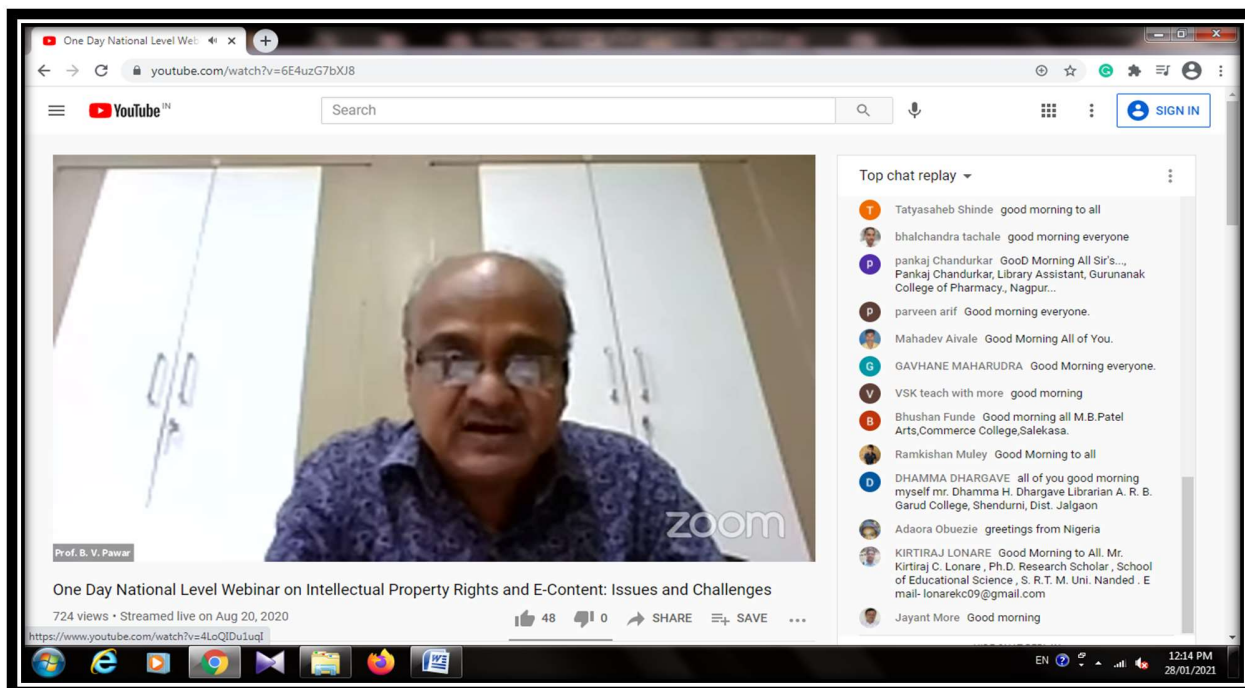 One Day National Level Web
youtube.com/watch?v=6E4uzG7bXJ8
YouTube IN
Search
SIGN IN
zoom
Prof. B. V. Pawar
One Day National Level Webinar on Intellectual Property Rights and E-Content: Issues and Challenges
724 views • Streamed live on Aug 20, 2020
48
0
SHARE
SAVE
Top chat replay
T
Tatyasaheb Shinde good morning to all
bhalchandra tachale good morning everyone
P
pankaj Chandurkar GooD Morning All Sir's...,
Pankaj Chandurkar, Library Assistant, Gurunanak
College of Pharmacy., Nagpur...
P
parveen arif Good morning everyone.
Mahadev Aivale Good Morning All of You.
G
GAVHANE MAHARUDRA Good Morning everyone.
V
VSK teach with more good morning
B
Bhushan Funde Good morning all M.B.Patel
Arts,Commerce College,Salekasa.
Ramkishan Muley Good Morning to all
D
DHAMMA DHARGAVE all of you good morning
myself mr. Dhamma H. Dhargave Librarian A. R. B.
Garud College, Shendurni, Dist. Jalgaon
Adaora Obuezie greetings from Nigeria
KIRTIRAJ LONARE Good Morning to All. Mr.
Kirtiraj C. Lonare , Ph.D. Research Scholar , School
of Educational Science , S. R. T. M. Uni. Nanded . E
mail- lonarekc09@gmail.com
Jayant More Good morning
https://www.youtube.com/watch?v=4LoQIDu1uqI
EN
12:14 PM
28/01/2021